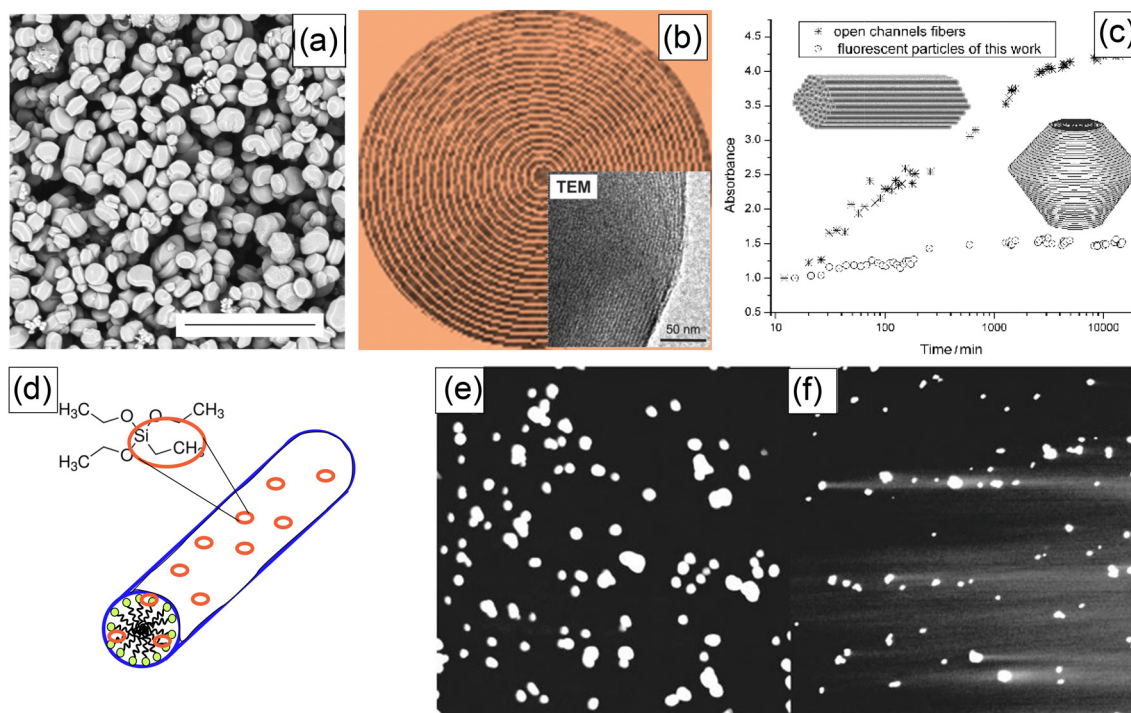 (a)
(b)
TEM
50 nm
(c)
open channels fibers
fluorescent particles of this work
Absorbance
4.5
4.0
3.5
3.0
2.5
2.0
1.5
1.0
0.5
10
100
1000
10000
Time/min
(d)
H₃C
O
O
CH₃
Si
H₃C
O
CH₃
(e)
(f)